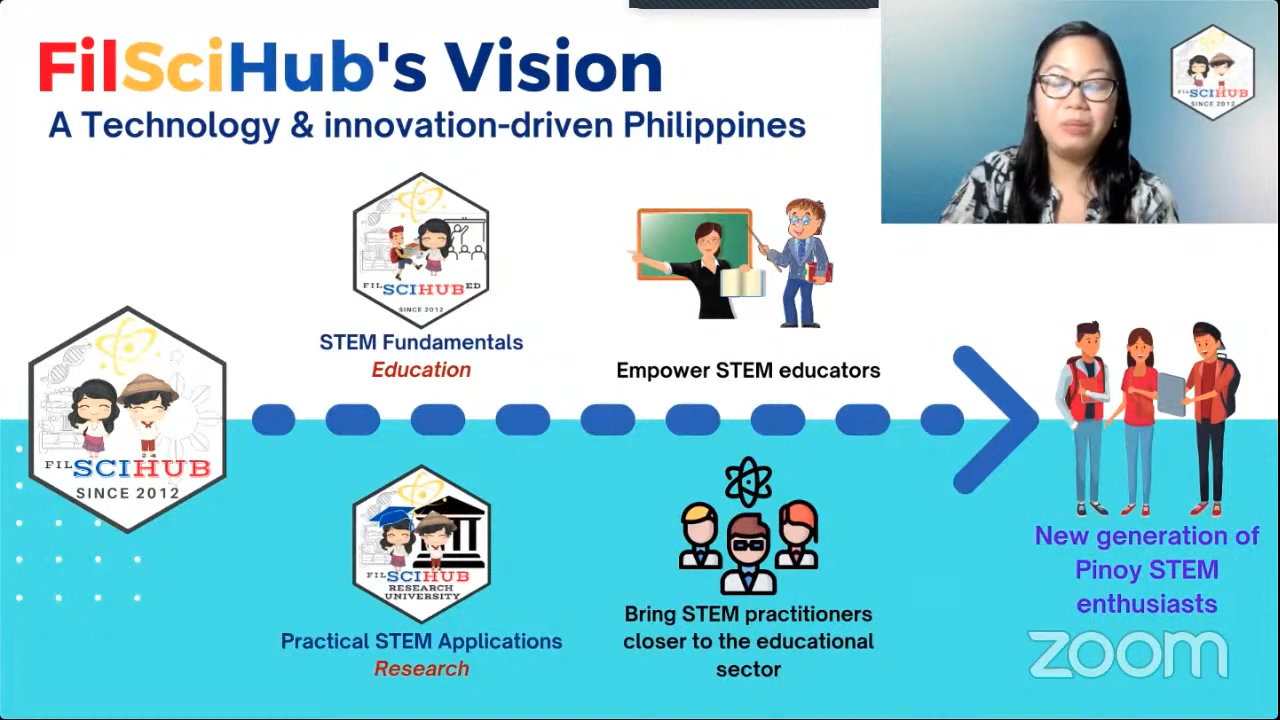 FilSciHub's Vision
A Technology & innovation-driven Philippines
FIL SCIHUB
SINCE 2012
FIL SCIHUB ED
SINCE 2012
STEM Fundamentals
Education
Empower STEM educators
FIL SCIHUB
SINCE 2012
FIL SCIHUB
RESEARCH
UNIVERSITY
Practical STEM Applications
Research
Bring STEM practitioners
closer to the educational
sector
New generation of
Pinoy STEM
enthusiasts
zoom